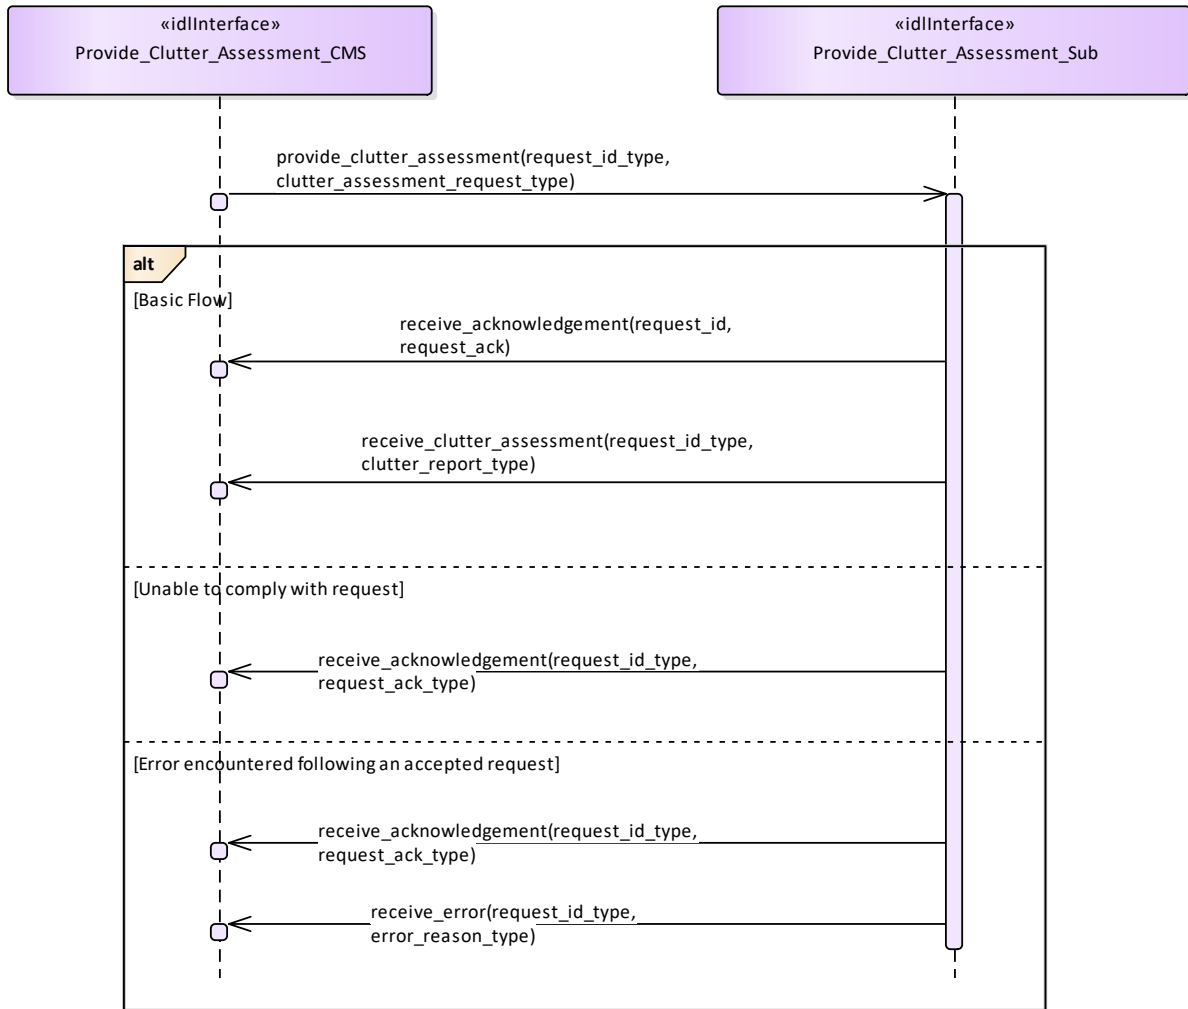 «idlInterface»
Provide_Clutter_Assessment_CMS
«idlInterface»
Provide_Clutter_Assessment_Sub
provide_clutter_assessment(request_id_type,
clutter_assessment_request_type)
alt
[Basic Flow]
receive_acknowledgement(request_id,
request_ack)
receive_clutter_assessment(request_id_type,
clutter_report_type)
[Unable to comply with request]
receive_acknowledgement(request_id_type,
request_ack_type)
[Error encountered following an accepted request]
receive_acknowledgement(request_id_type,
request_ack_type)
receive_error(request_id_type,
error_reason_type)